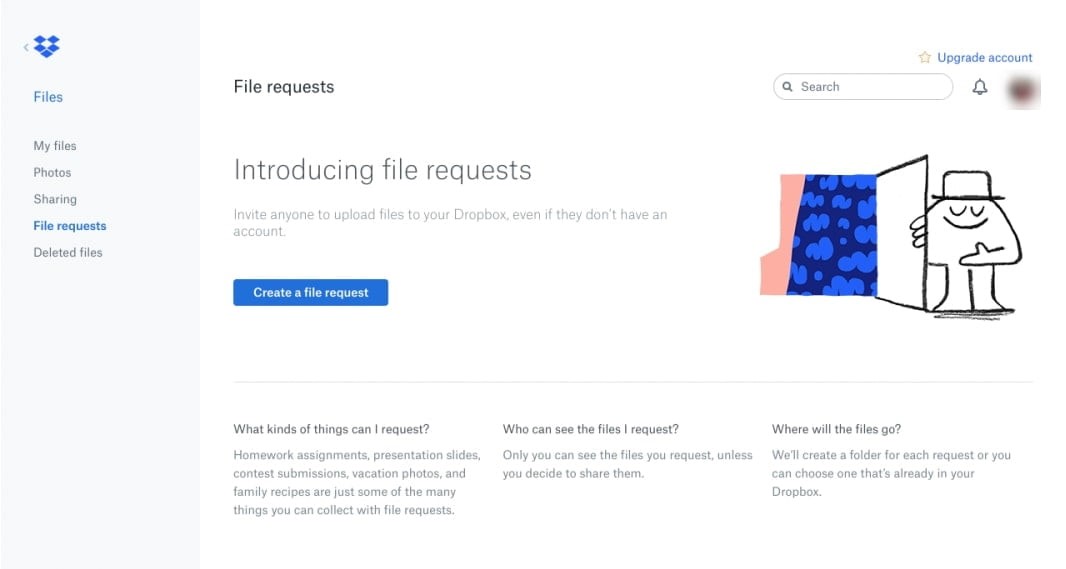 Upgrade account
Files
File requests
Search
My files
Photos
Sharing
File requests
Deleted files
Introducing file requests
Invite anyone to upload files to your Dropbox, even if they don't have an
account.
Create a file request
What kinds of things can I request?
Homework assignments, presentation slides,
contest submissions, vacation photos, and
family recipes are just some of the many
things you can collect with file requests.
Who can see the files I request?
Only you can see the files you request, unless
you decide to share them.
Where will the files go?
We'll create a folder for each request or you
can choose one that's already in your
Dropbox.